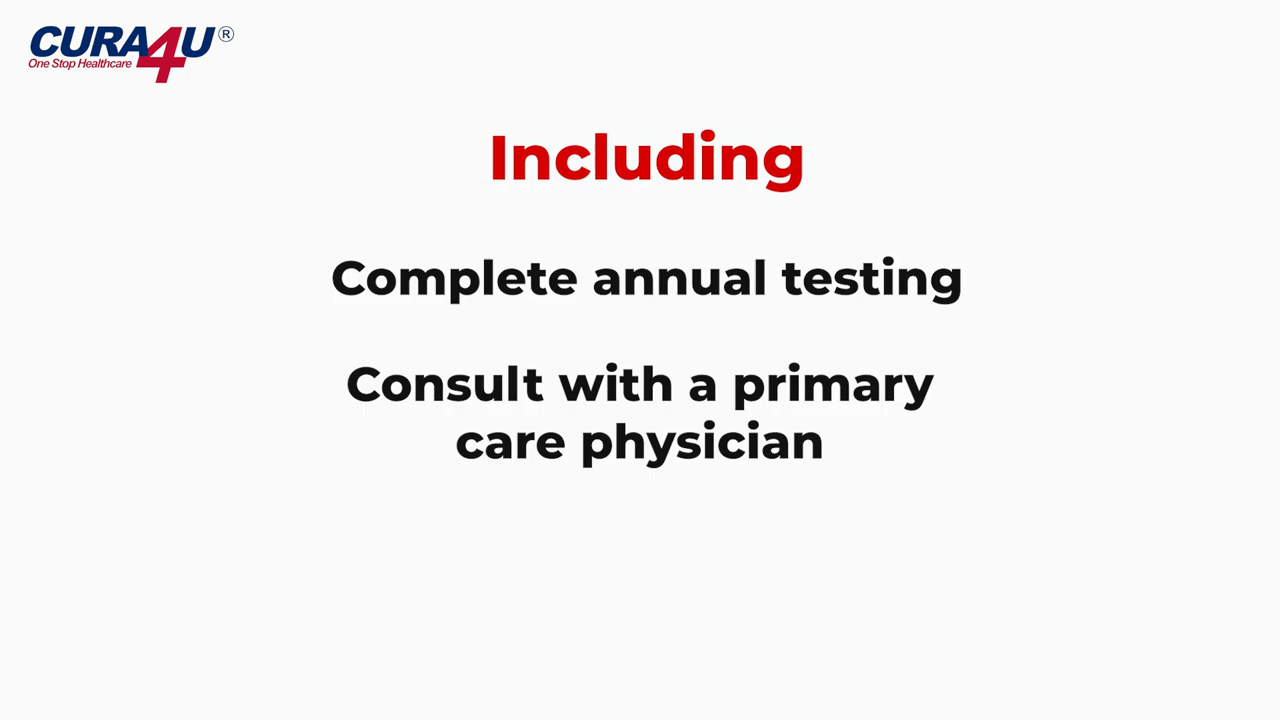 CURA4U®
One Stop Healthcare
Including
Complete annual testing
Consult with a primary
care physician